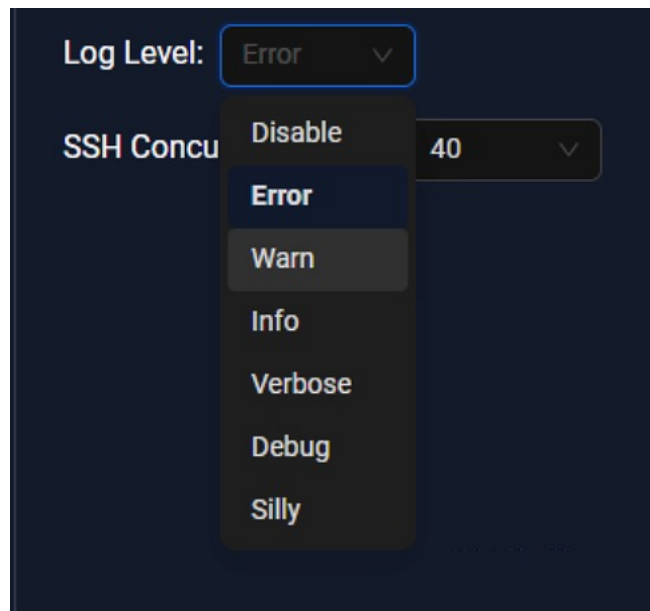 Log Level: Error
Disable
SSH Concu 40
Error
Warn
Info
Verbose
Debug
Silly